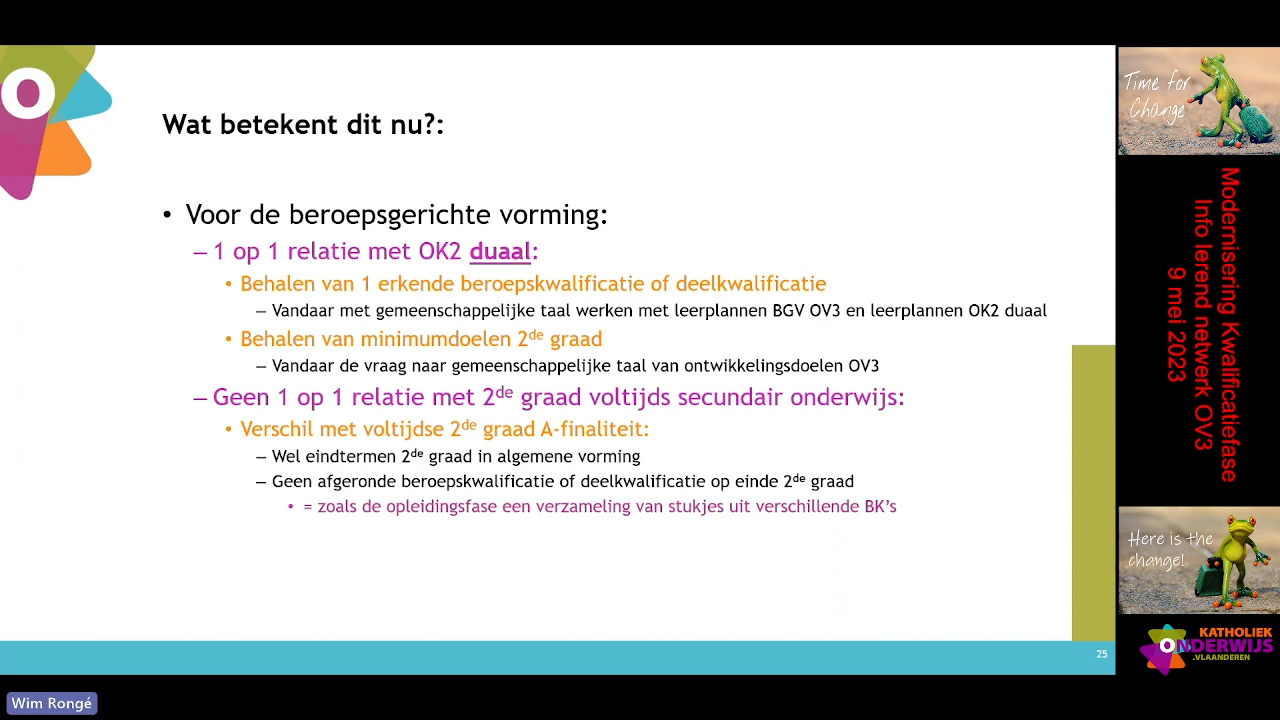 Wat betekent dit nu?:
• Voor de beroepsgerichte vorming:
– 1 op 1 relatie met OK2 duaal:
• Behalen van 1 erkende beroepskwalificatie of deelkwalificatie
– Vandaar met gemeenschappelijke taal werken met leerplannen BGV OV3 en leerplannen OK2 duaal
• Behalen van minimumdoelen 2de graad
– Vandaar de vraag naar gemeenschappelijke taal van ontwikkelingsdoelen OV3
– Geen 1 op 1 relatie met 2de graad voltijds secundair onderwijs:
• Verschil met voltijdse 2de graad A-finaliteit:
– Wel eindtermen 2de graad in algemene vorming
– Geen afgeronde beroepskwalificatie of deelkwalificatie op einde 2de graad
• = zoals de opleidingsfase een verzameling van stukjes uit verschillende BK’s
25
Time for
Change
Modernisering Kwalificatiefase
Info lerend netwerk OV3
9 mei 2023
Here is the
change!
KATHOLIEK
ONDERWIJS
.VLAANDEREN
Wim Rongé